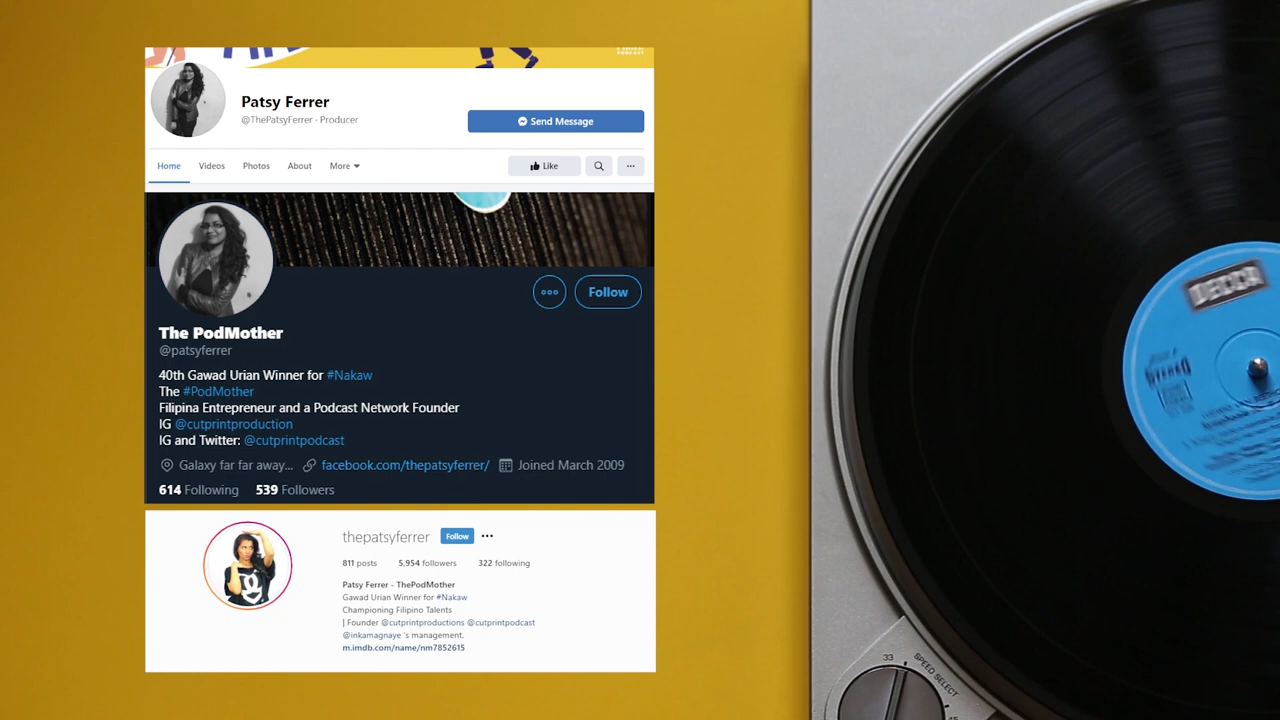 Patsy Ferrer
@ThePatsyFerrer · Producer
Send Message
Home Videos Photos About More
Like
The PodMother
@patsyferrer
Follow
40th Gawad Urian Winner for #Nakaw
The #PodMother
Filipina Entrepreneur and a Podcast Network Founder
IG @cutprintproduction
IG and Twitter: @cutprintpodcast
Galaxy far far away... facebook.com/thepatsyferrer/ Joined March 2009
614 Following 539 Followers
thepatsyferrer Follow
811 posts 5,954 followers 322 following
Patsy Ferrer - ThePodMother
Gawad Urian Winner for #Nakaw
Championing Filipino Talents
| Founder @cutprintproductions @cutprintpodcast
@inkamagnaye 's management.
m.imdb.com/name/nm7852615
DECCA
STEREO
33
SPEED SELECT